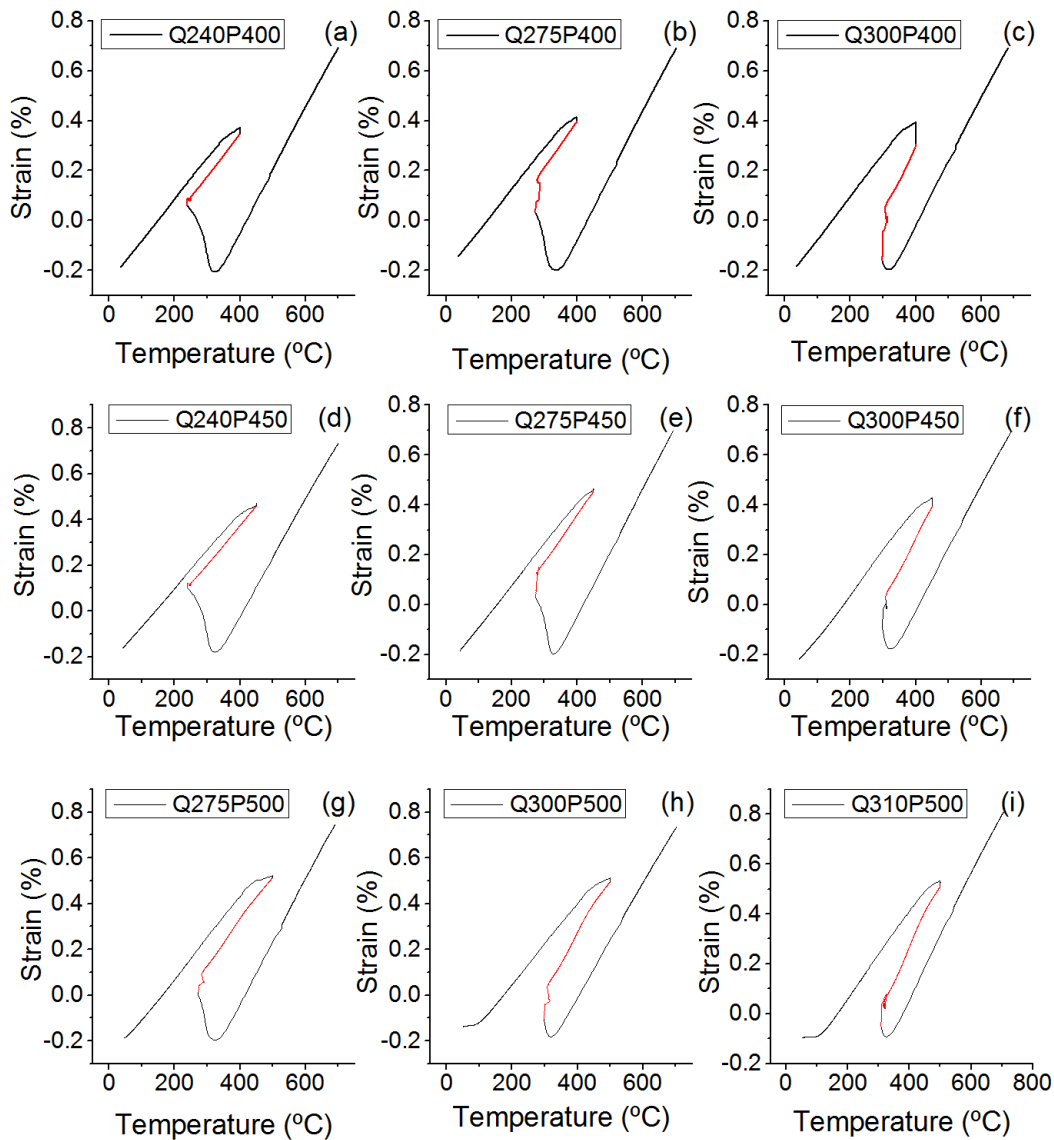 Q240P400 (a)
Q275P400 (b)
Q300P400 (c)
Strain (%)
0.8
0.6
0.4
0.2
0.0
-0.2
0 200 400 600
Temperature (ºC)
Strain (%)
0.8
0.6
0.4
0.2
0.0
-0.2
0 200 400 600
Temperature (ºC)
Strain (%)
0.8
0.6
0.4
0.2
0.0
-0.2
0 200 400 600
Temperature (ºC)
Q240P450 (d)
Q275P450 (e)
Q300P450 (f)
Strain (%)
0.8
0.6
0.4
0.2
0.0
-0.2
0 200 400 600
Temperature (ºC)
Strain (%)
0.8
0.6
0.4
0.2
0.0
-0.2
0 200 400 600
Temperature (ºC)
Strain (%)
0.8
0.6
0.4
0.2
0.0
-0.2
0 200 400 600
Temperature (ºC)
Q275P500 (g)
Q300P500 (h)
Q310P500 (i)
Strain (%)
0.8
0.6
0.4
0.2
0.0
-0.2
0 200 400 600
Temperature (ºC)
Strain (%)
0.8
0.6
0.4
0.2
0.0
-0.2
0 200 400 600
Temperature (ºC)
Strain (%)
0.8
0.6
0.4
0.2
0.0
-0.2
0 200 400 600 800
Temperature (ºC)